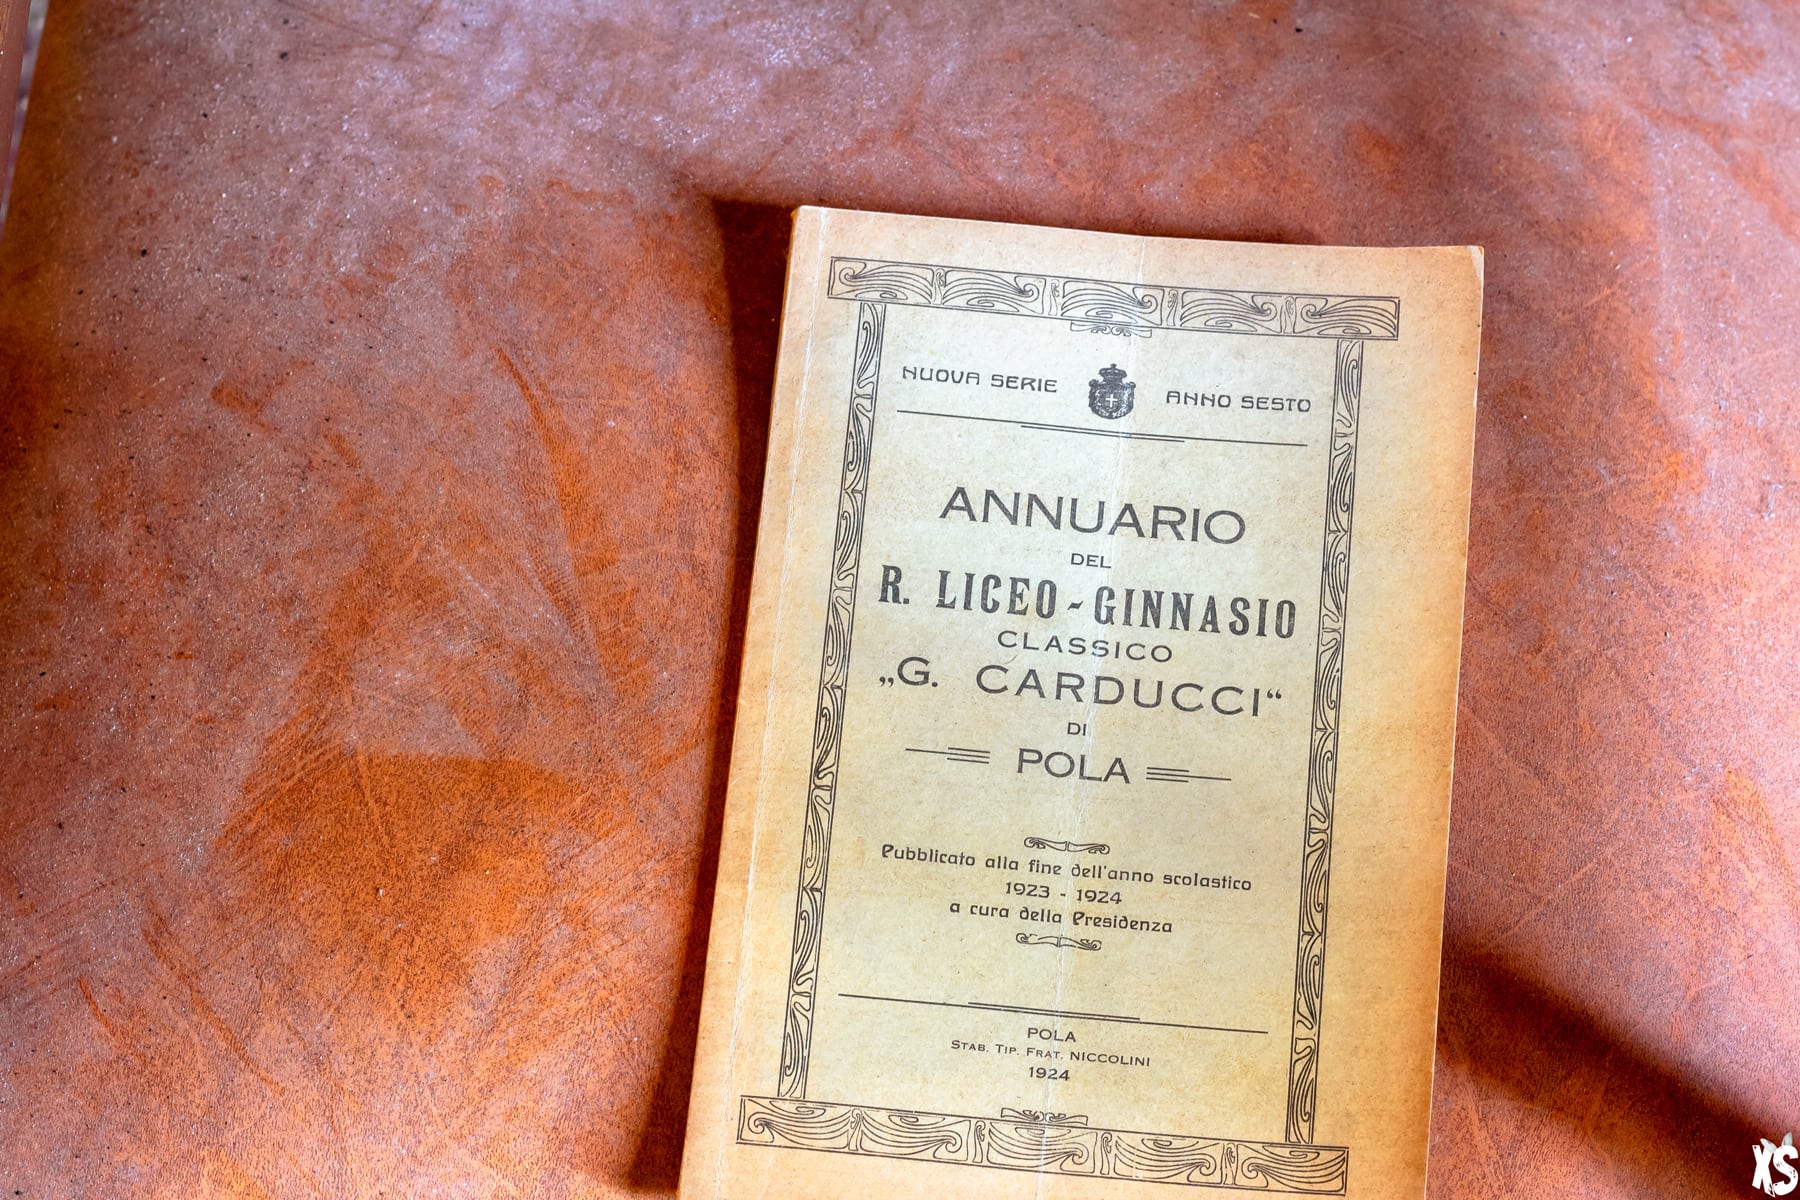 NUOVA SERIE ANNO SESTO
ANNUARIO
DEL
R. LICEO-GINNASIO
CLASSICO
„G. CARDUCCI“
DI
POLA
Pubblicato alla fine dell'anno scolastico
1923 - 1924
a cura della Presidenza
POLA
STAB. TIP. FRAT. NICCOLINI
1924
XS